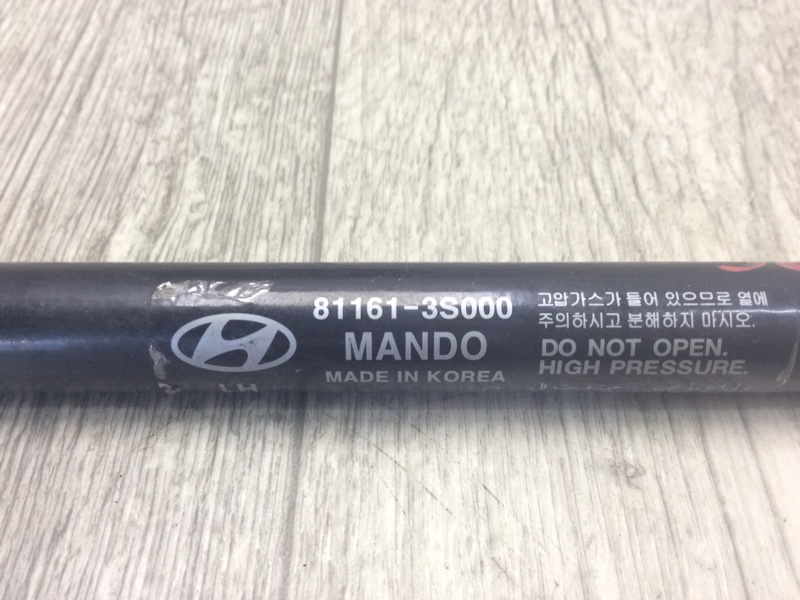 81161-3S000
MANDO
MADE IN KOREA
LH
고압가스가 들어 있으므로 열에
주의하시고 분해하지 마시오.
DO NOT OPEN.
HIGH PRESSURE.